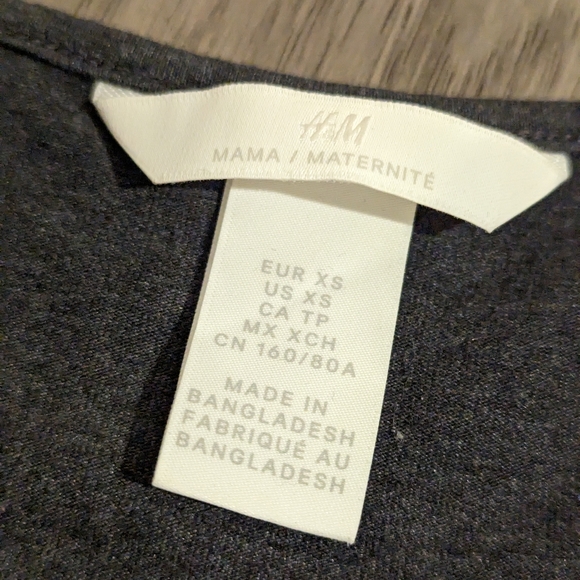 H&M
MAMA / MATERNITÉ
EUR XS
US XS
CA TP
MX XCH
CN 160/80A
MADE IN
BANGLADESH
FABRIQUÉ AU
BANGLADESH